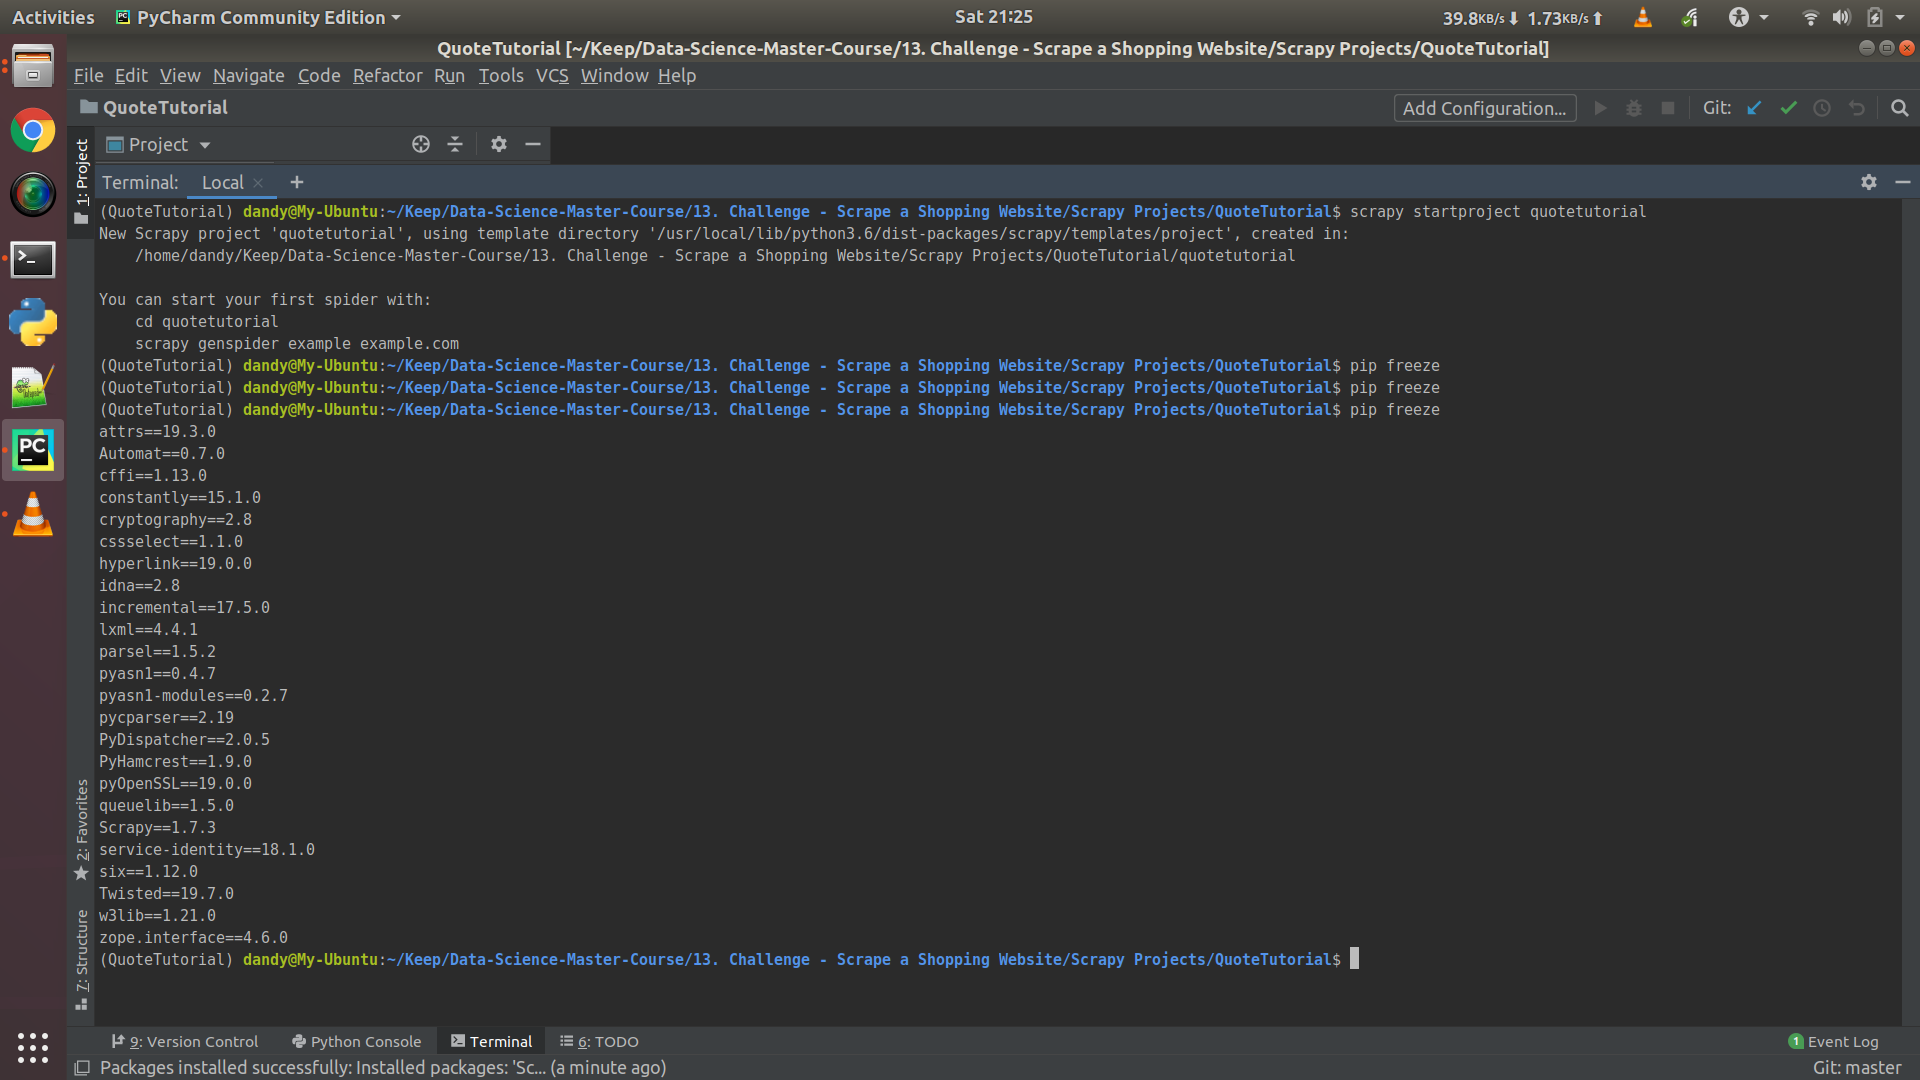 Activities PyCharm Community Edition Sat 21:25 39.8KB/s 1.73KB/s
QuoteTutorial [~/Keep/Data-Science-Master-Course/13. Challenge - Scrape a Shopping Website/Scrapy Projects/QuoteTutorial]
File Edit View Navigate Code Refactor Run Tools VCS Window Help
QuoteTutorial Add Configuration... Git:
Project
1: Project
Terminal: Local
(QuoteTutorial) dandy@My-Ubuntu:~/Keep/Data-Science-Master-Course/13. Challenge - Scrape a Shopping Website/Scrapy Projects/QuoteTutorial$ scrapy startproject quotetutorial
New Scrapy project 'quotetutorial', using template directory '/usr/local/lib/python3.6/dist-packages/scrapy/templates/project', created in:
    /home/dandy/Keep/Data-Science-Master-Course/13. Challenge - Scrape a Shopping Website/Scrapy Projects/QuoteTutorial/quotetutorial
You can start your first spider with:
    cd quotetutorial
    scrapy genspider example example.com
(QuoteTutorial) dandy@My-Ubuntu:~/Keep/Data-Science-Master-Course/13. Challenge - Scrape a Shopping Website/Scrapy Projects/QuoteTutorial$ pip freeze
(QuoteTutorial) dandy@My-Ubuntu:~/Keep/Data-Science-Master-Course/13. Challenge - Scrape a Shopping Website/Scrapy Projects/QuoteTutorial$ pip freeze
(QuoteTutorial) dandy@My-Ubuntu:~/Keep/Data-Science-Master-Course/13. Challenge - Scrape a Shopping Website/Scrapy Projects/QuoteTutorial$ pip freeze
attrs==19.3.0
Automat==0.7.0
cffi==1.13.0
constantly==15.1.0
cryptography==2.8
cssselect==1.1.0
hyperlink==19.0.0
idna==2.8
incremental==17.5.0
lxml==4.4.1
parsel==1.5.2
pyasn1==0.4.7
pyasn1-modules==0.2.7
pycparser==2.19
PyDispatcher==2.0.5
PyHamcrest==1.9.0
pyOpenSSL==19.0.0
queuelib==1.5.0
Scrapy==1.7.3
service-identity==18.1.0
six==1.12.0
Twisted==19.7.0
w3lib==1.21.0
zope.interface==4.6.0
(QuoteTutorial) dandy@My-Ubuntu:~/Keep/Data-Science-Master-Course/13. Challenge - Scrape a Shopping Website/Scrapy Projects/QuoteTutorial$
2: Favorites
7: Structure
9: Version Control Python Console Terminal 6: TODO 1 Event Log
Packages installed successfully: Installed packages: 'Sc... (a minute ago) Git: master
PC